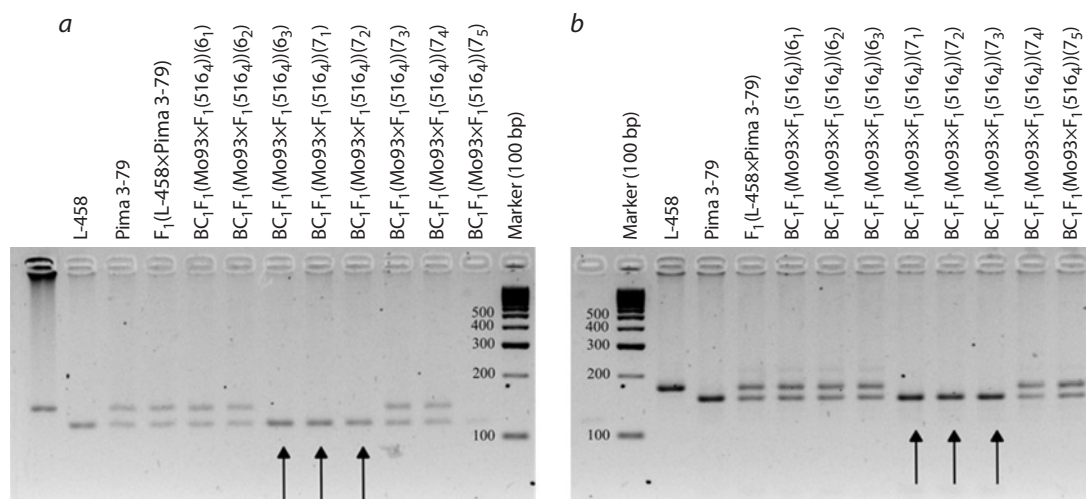 a
L-458
Pima 3-79
F₁(L-458×Pima 3-79)
BC₁F₁(Mo93×F₁(516₄))(6₁)
BC₁F₁(Mo93×F₁(516₄))(6₂)
BC₁F₁(Mo93×F₁(516₄))(6₃)
BC₁F₁(Mo93×F₁(516₄))(7₁)
BC₁F₁(Mo93×F₁(516₄))(7₂)
BC₁F₁(Mo93×F₁(516₄))(7₃)
BC₁F₁(Mo93×F₁(516₄))(7₄)
BC₁F₁(Mo93×F₁(516₄))(7₅)
Marker (100 bp)
500
400
300
200
100
b
Marker (100 bp)
L-458
Pima 3-79
F₁(L-458×Pima 3-79)
BC₁F₁(Mo93×F₁(516₄))(6₁)
BC₁F₁(Mo93×F₁(516₄))(6₂)
BC₁F₁(Mo93×F₁(516₄))(6₃)
BC₁F₁(Mo93×F₁(516₄))(7₁)
BC₁F₁(Mo93×F₁(516₄))(7₂)
BC₁F₁(Mo93×F₁(516₄))(7₃)
BC₁F₁(Mo93×F₁(516₄))(7₄)
BC₁F₁(Mo93×F₁(516₄))(7₅)
500
400
300
200
100